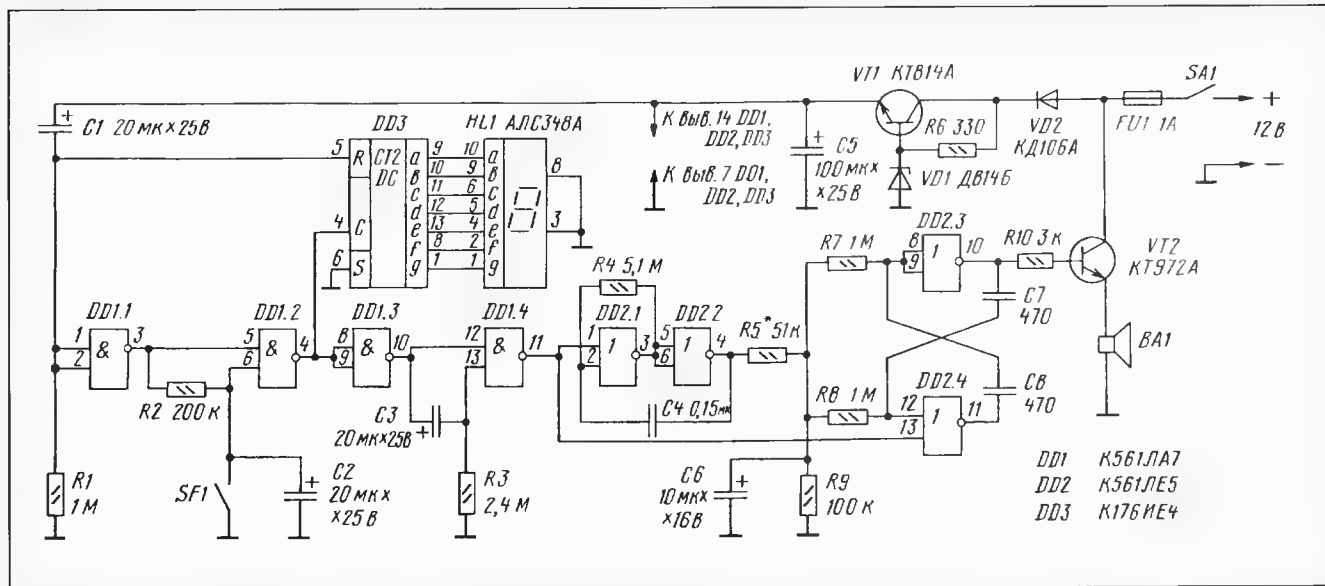 VT1 КТ814А
SA1
+
C1 20 мк×25В
DD3
HL1 АЛС348А
К выв. 14 DD1,
DD2, DD3
К выв. 7 DD1,
DD2, DD3
C5
100 мк×
×25В
R6 330
VD1 Д814Б
VD2
КД106А
FU1 1А
12 В
−
5 R
CT2
DC
a 9 10 a
b 10 9 b
c 11 6 c
d 12 5 d
e 13 4 e
f 8 2 f
g 1 1 g
8
3
4 C
6 S
R4 5,1 М
R7 1 М
DD2.3
8
9
1
10
R10 3 к
VT2
КТ972А
C7
470
BA1
DD1.1
1
2
&
3
DD1.2
5
6
&
4
DD1.3
8
9
&
10
DD1.4
12
13
&
11
DD2.1
1
2
1
3
DD2.2
5
6
1
4
R5* 51 к
R2 200 к
C3
20 мк×25В
+
C4 0,15 мк
R8 1 М
DD2.4
12
13
1
11
C8
470
R1
1 М
SF1
C2
20 мк×
×25В
R3
2,4 М
C6
10 мк×
×16В
R9
100 к
DD1 К561ЛА7
DD2 К561ЛЕ5
DD3 К176ИЕ4